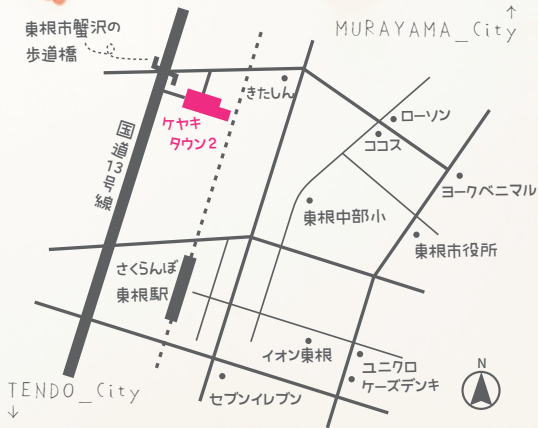 東根市蟹沢の
歩道橋
↑
MURAYAMA_City
きたしん
ローソン
ココス
ケヤキ
タウン2
国道13号線
ヨークベニマル
東根中部小
東根市役所
さくらんぼ
東根駅
イオン東根
ユニクロ
ケーズデンキ
セブンイレブン
TENDO_City
↓
N